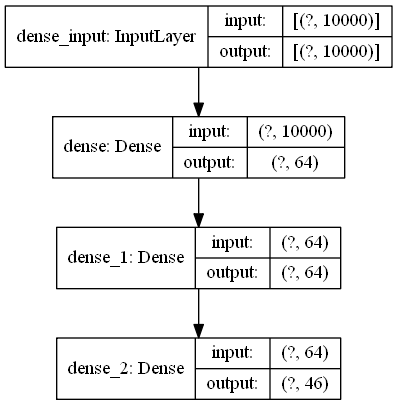 dense_input: InputLayer
input: [(?, 10000)]
output: [(?, 10000)]
dense: Dense
input: (?, 10000)
output: (?, 64)
dense_1: Dense
input: (?, 64)
output: (?, 64)
dense_2: Dense
input: (?, 64)
output: (?, 46)